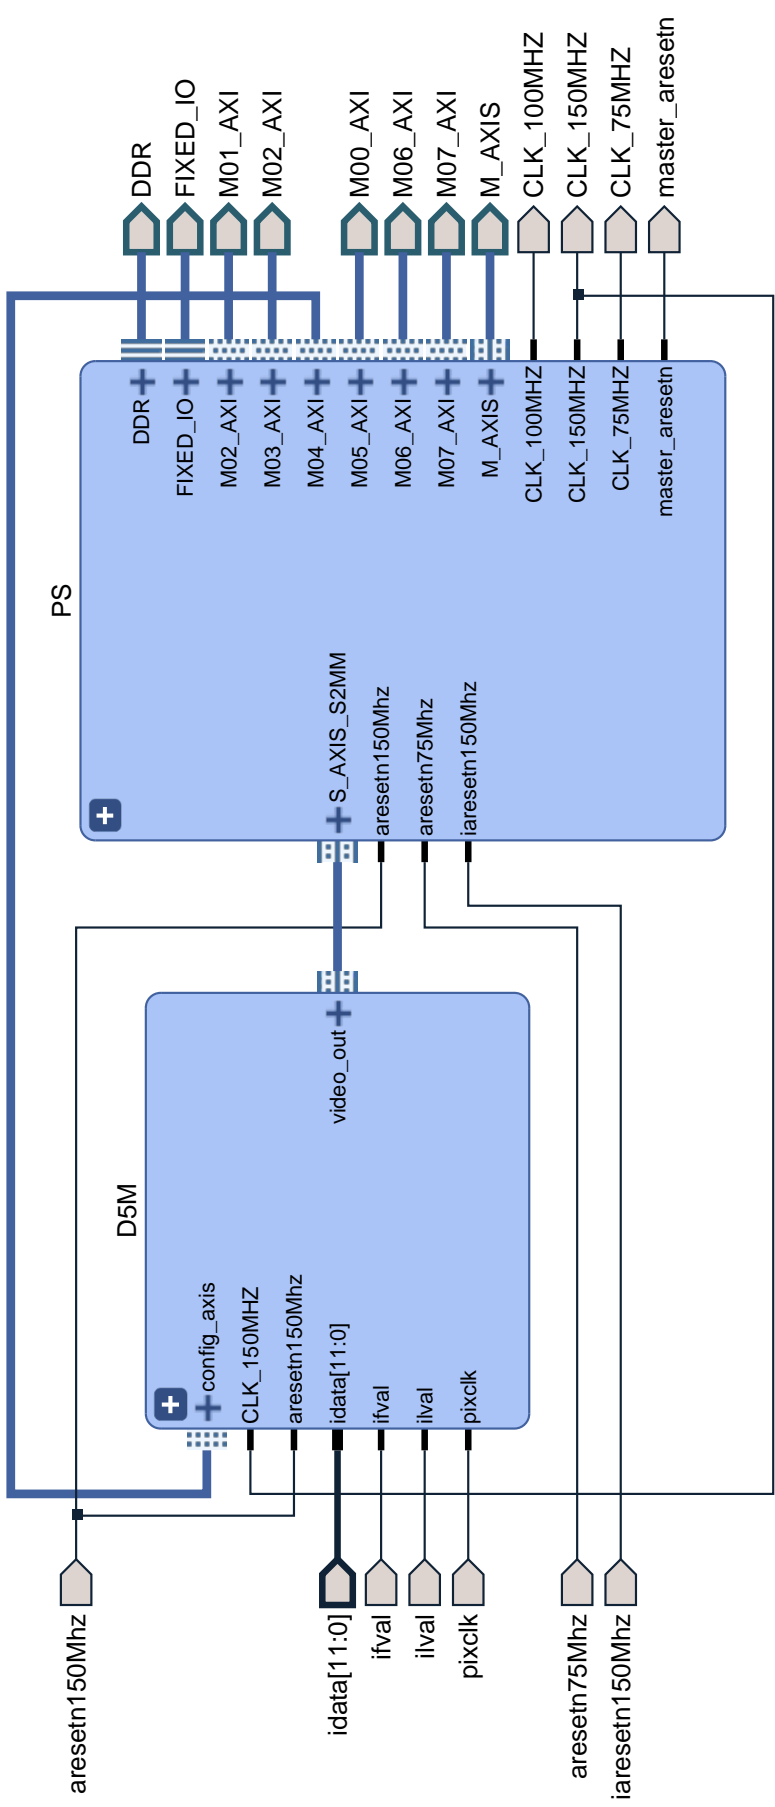 aresetn150Mhz
idata[11:0]
ifval
ilval
pixclk
aresetn75Mhz
iaresetn150Mhz
D5M
config_axis
CLK_150MHZ
aresetn150Mhz
idata[11:0]
ifval
ilval
pixclk
video_out
PS
S_AXIS_S2MM
aresetn150Mhz
aresetn75Mhz
iaresetn150Mhz
DDR
FIXED_IO
M02_AXI
M03_AXI
M04_AXI
M05_AXI
M06_AXI
M07_AXI
M_AXIS
CLK_100MHZ
CLK_150MHZ
CLK_75MHZ
master_aresetn
DDR
FIXED_IO
M01_AXI
M02_AXI
M00_AXI
M06_AXI
M07_AXI
M_AXIS
CLK_100MHZ
CLK_150MHZ
CLK_75MHZ
master_aresetn